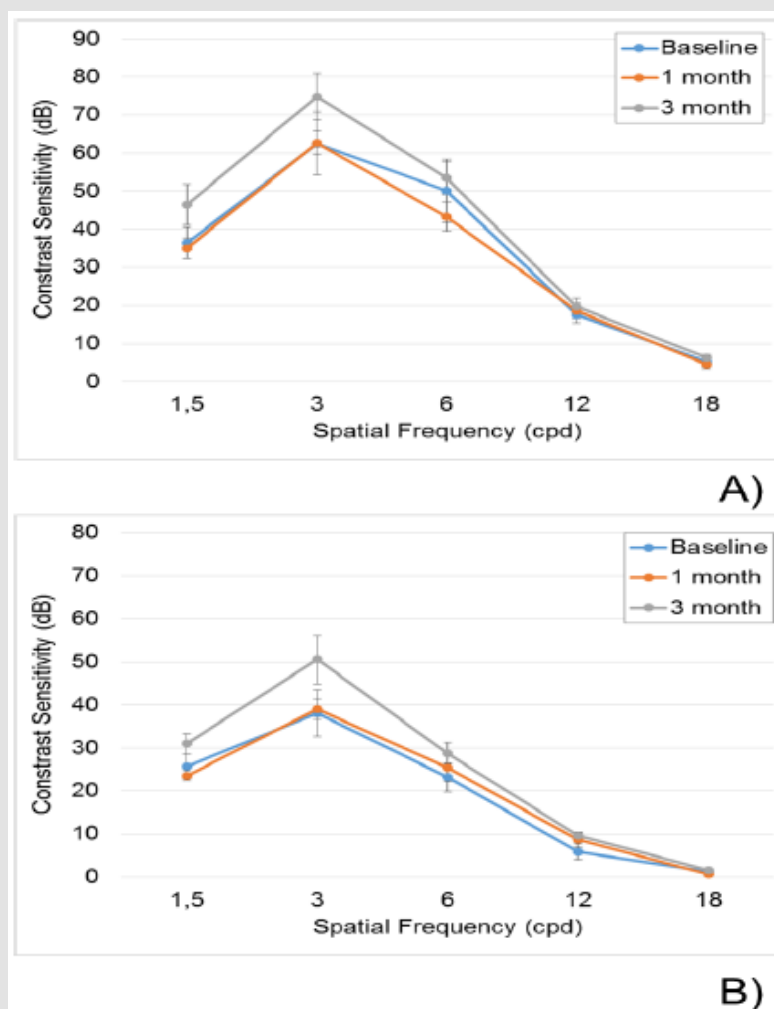 90
80
70
60
50
40
30
20
10
0
Constrast Sensitivity (dB)
Baseline
1 month
3 month
1,5 3 6 12 18
Spatial Frequency (cpd)
A)
80
70
60
50
40
30
20
10
0
Constrast Sensitivity (dB)
Baseline
1 month
3 month
1,5 3 6 12 18
Spatial Frequency (cpd)
B)